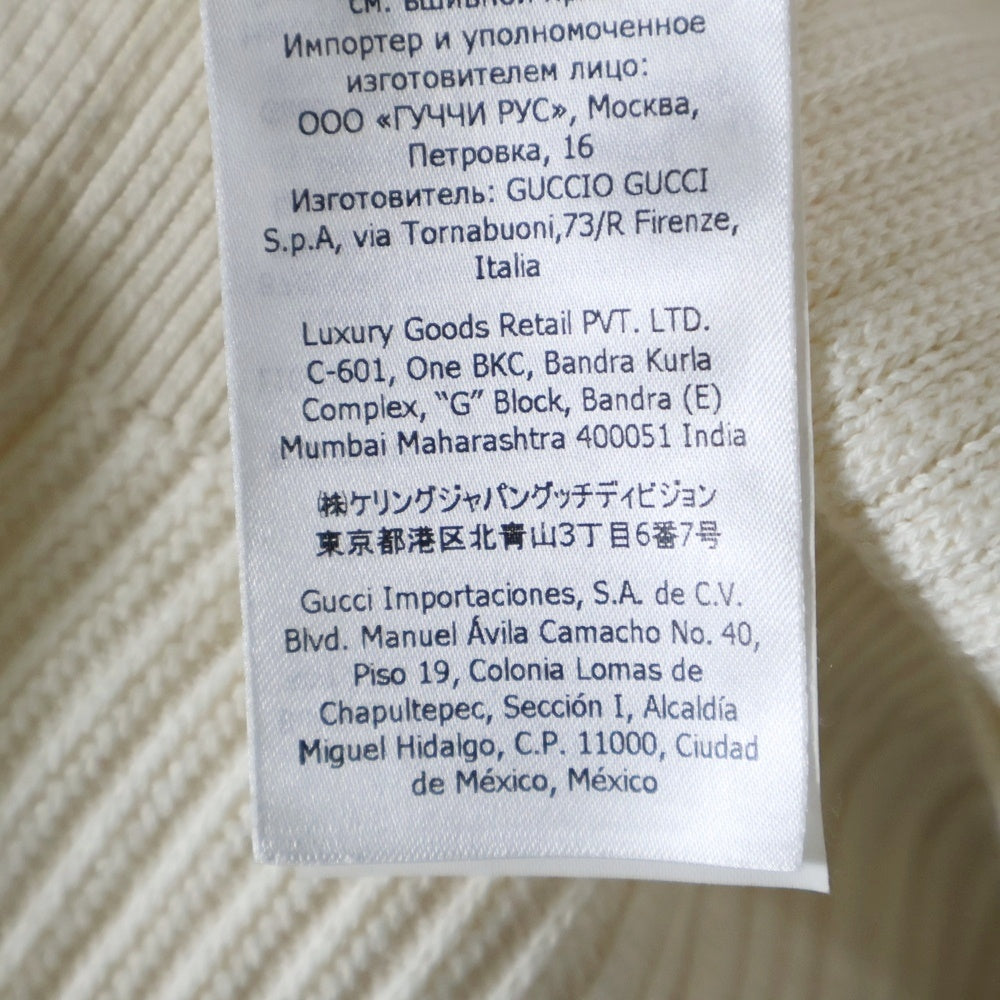 см. вшивной
Импортер и уполномоченное
изготовителем лицо:
ООО «ГУЧЧИ РУС», Москва,
Петровка, 16
Изготовитель: GUCCIO GUCCI
S.p.A, via Tornabuoni,73/R Firenze,
Italia
Luxury Goods Retail PVT. LTD.
C-601, One BKC, Bandra Kurla
Complex, “G” Block, Bandra (E)
Mumbai Maharashtra 400051 India
㈱ケリングジャパングッチディビジョン
東京都港区北青山3丁目6番7号
Gucci Importaciones, S.A. de C.V.
Blvd. Manuel Ávila Camacho No. 40,
Piso 19, Colonia Lomas de
Chapultepec, Sección I, Alcaldía
Miguel Hidalgo, C.P. 11000, Ciudad
de México, México